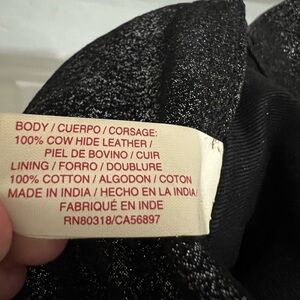 BODY / CUERPO / CORSAGE:
100% COW HIDE LEATHER /
PIEL DE BOVINO / CUIR
LINING / FORRO / DOUBLURE
100% COTTON / ALGODON / COTON
MADE IN INDIA / HECHO EN LA INDIA/
FABRIQUÉ EN INDE
RN80318/CA56897